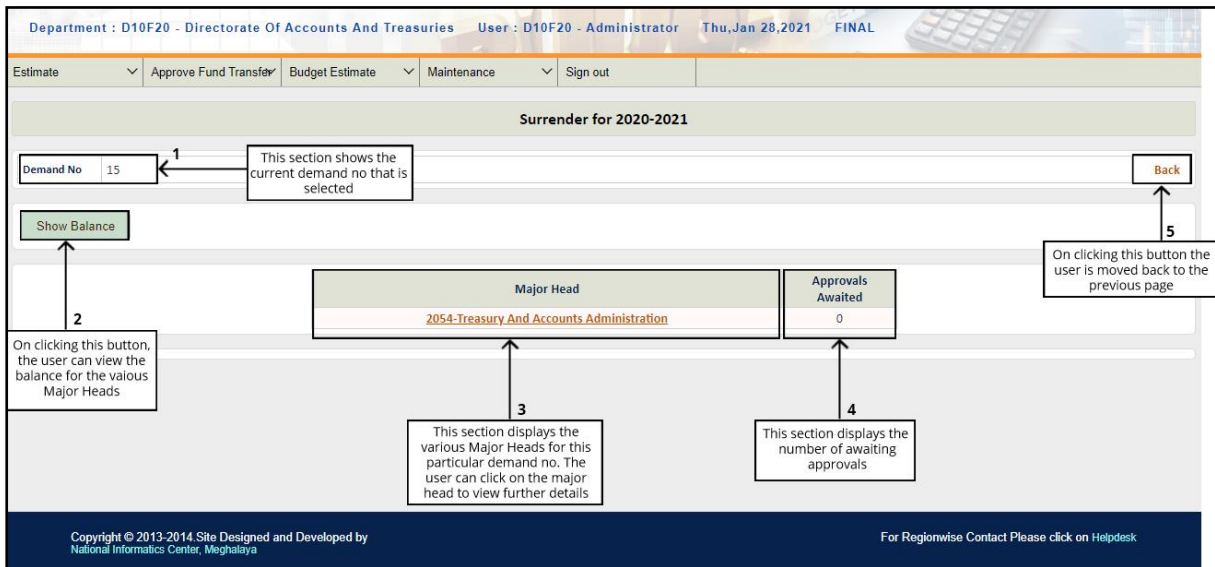 Department : D10F20 - Directorate Of Accounts And Treasuries User : D10F20 - Administrator Thu,Jan 28,2021 FINAL
Estimate Approve Fund Transfer Budget Estimate Maintenance Sign out
Surrender for 2020-2021
Demand No 15
1
This section shows the
current demand no that is
selected
Back
Show Balance
5
On clicking this button the
user is moved back to the
previous page
Major Head
Approvals
Awaited
2054-Treasury And Accounts Administration
0
2
On clicking this button,
the user can view the
balance for the vaious
Major Heads
3
This section displays the
various Major Heads for this
particular demand no. The
user can click on the major
head to view further details
4
This section displays the
number of awaiting
approvals
Copyright © 2013-2014.Site Designed and Developed by
National Informatics Center, Meghalaya
For Regionwise Contact Please click on Helpdesk